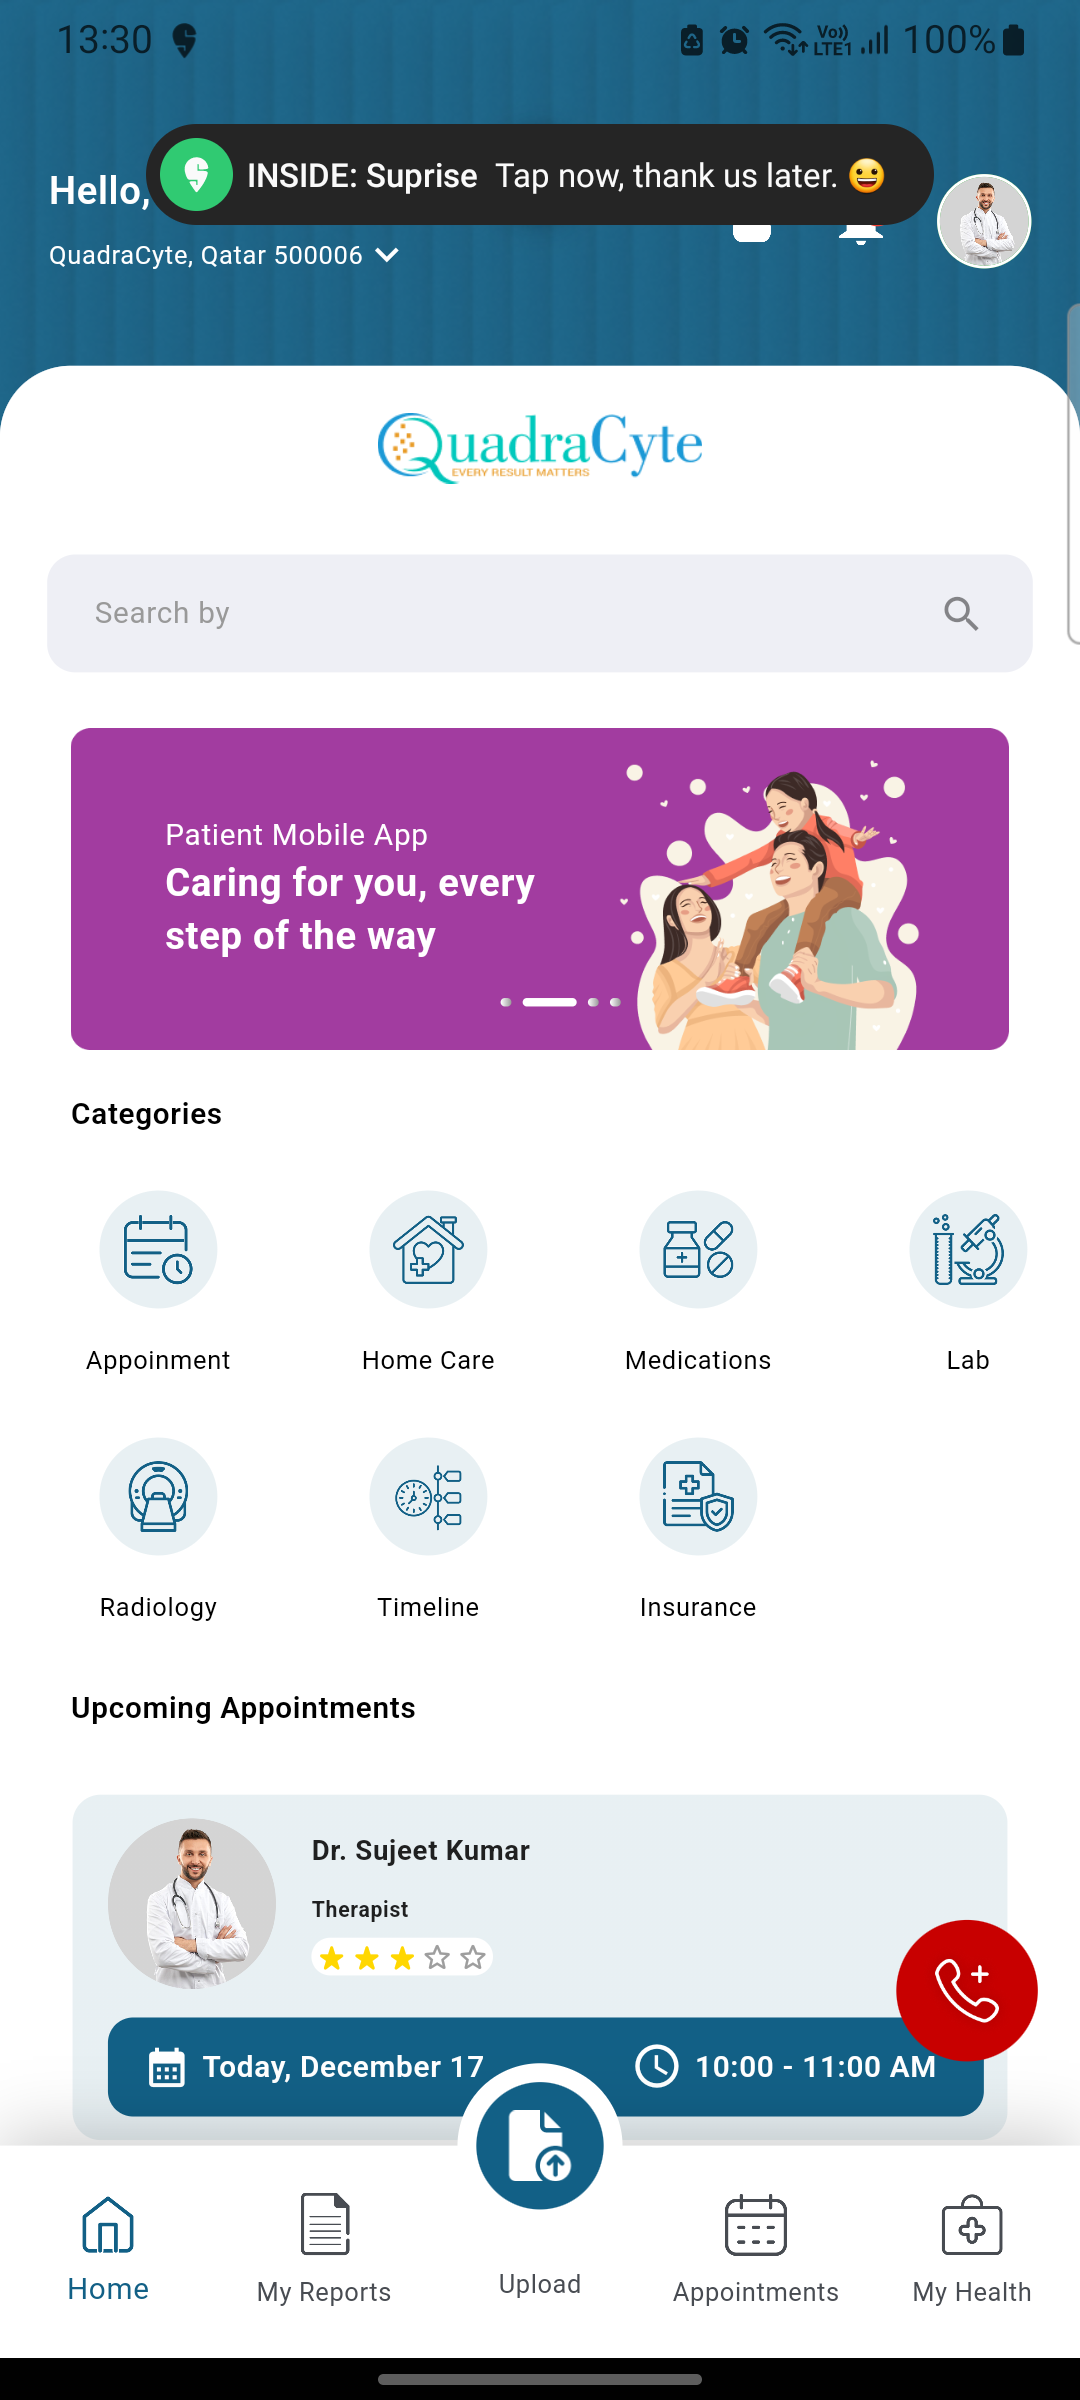 13:30
Vo))
LTE1
100%
INSIDE: Suprise Tap now, thank us later. 😀
Hello,
QuadraCyte, Qatar 500006
QuadraCyte
EVERY RESULT MATTERS
Search by
Patient Mobile App
Caring for you, every
step of the way
Categories
Appoinment
Home Care
Medications
Lab
Radiology
Timeline
Insurance
Upcoming Appointments
Dr. Sujeet Kumar
Therapist
Today, December 17
10:00 - 11:00 AM
Home
My Reports
Upload
Appointments
My Health